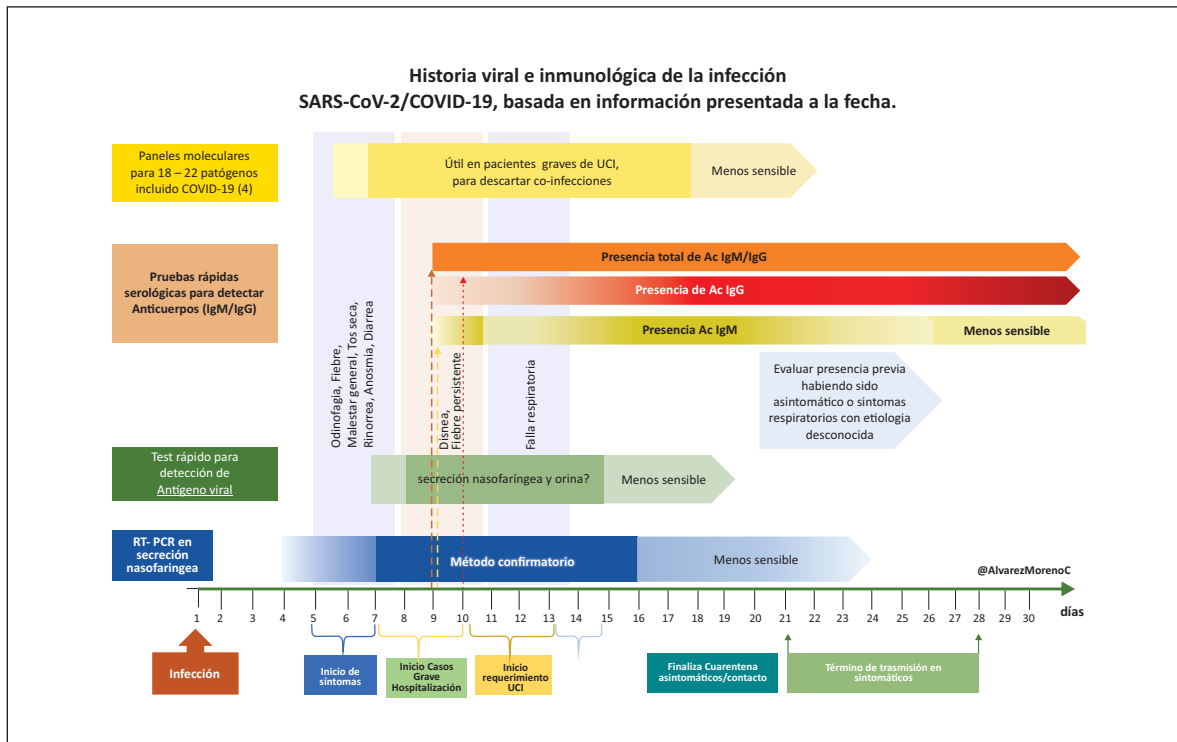 Historia viral e inmunológica de la infección
SARS-CoV-2/COVID-19, basada en información presentada a la fecha.
Paneles moleculares
para 18 – 22 patógenos
incluido COVID-19 (4)
Útil en pacientes graves de UCI,
para descartar co-infecciones
Menos sensible
Pruebas rápidas
serológicas para detectar
Anticuerpos (IgM/IgG)
Presencia total de Ac IgM/IgG
Presencia de Ac IgG
Presencia Ac IgM
Menos sensible
Odinofagia, Fiebre,
Malestar general, Tos seca,
Rinorrea, Anosmia, Diarrea
Disnea,
Fiebre persistente
Falla respiratoria
Evaluar presencia previa
habiendo sido
asintomático o sintomas
respiratorios con etiologia
desconocida
Test rápido para
detección de
Antígeno viral
secreción nasofaríngea y orina?
Menos sensible
RT- PCR en
secreción
nasofaringea
Método confirmatorio
Menos sensible
@AlvarezMorenoC
1 2 3 4 5 6 7 8 9 10 11 12 13 14 15 16 17 18 19 20 21 22 23 24 25 26 27 28 29 30 días
Infección
Inicio de
síntomas
Inicio Casos
Grave
Hospitalización
Inicio
requerimiento
UCI
Finaliza Cuarentena
asintomáticos/contacto
Término de trasmisión en
sintomáticos